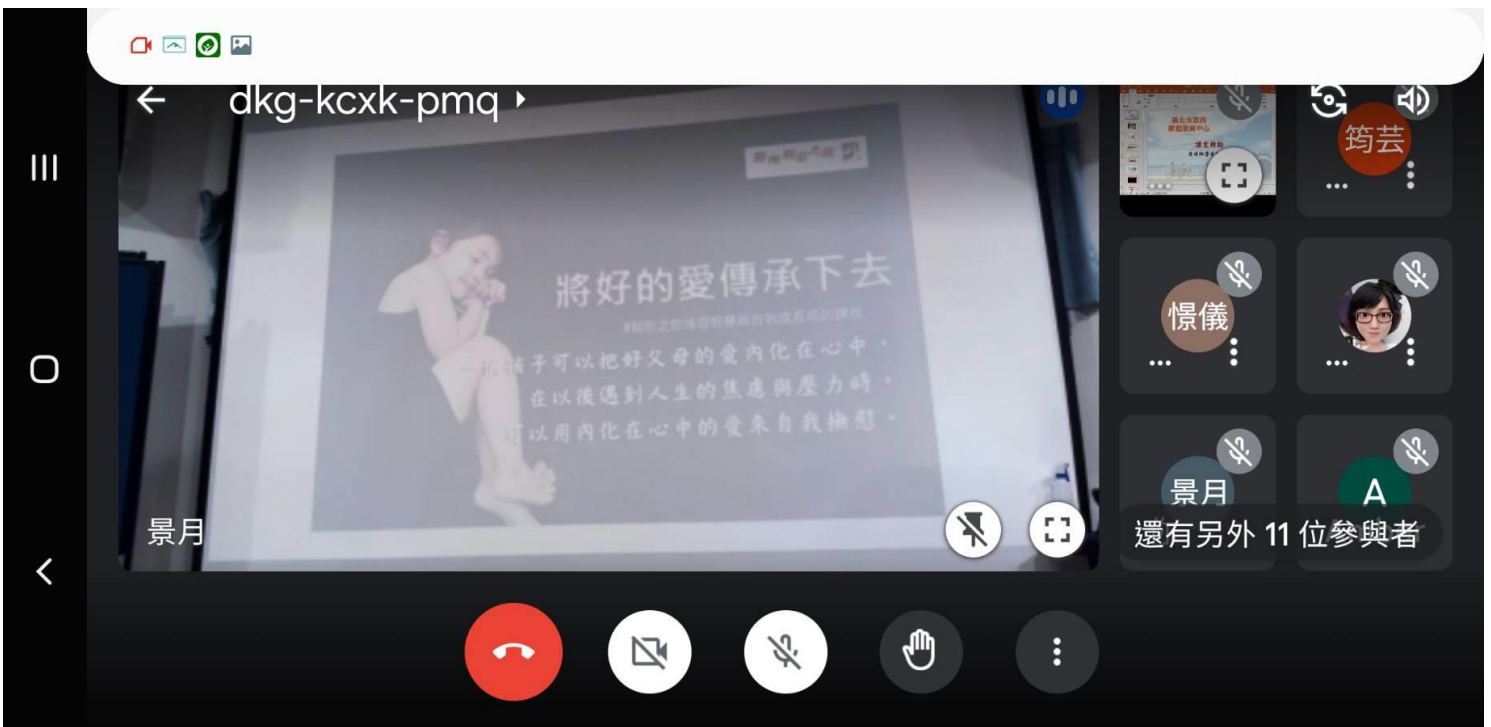 dkg-kcxk-pmq
將好的愛傳承下去
子可以把好父母的愛內化在心中，
在以後遇到人生的焦慮與壓力時，
可以用內化在心中的愛來自我撫慰。
景月
筠芸
憬儀
景月
A
還有另外 11 位參與者